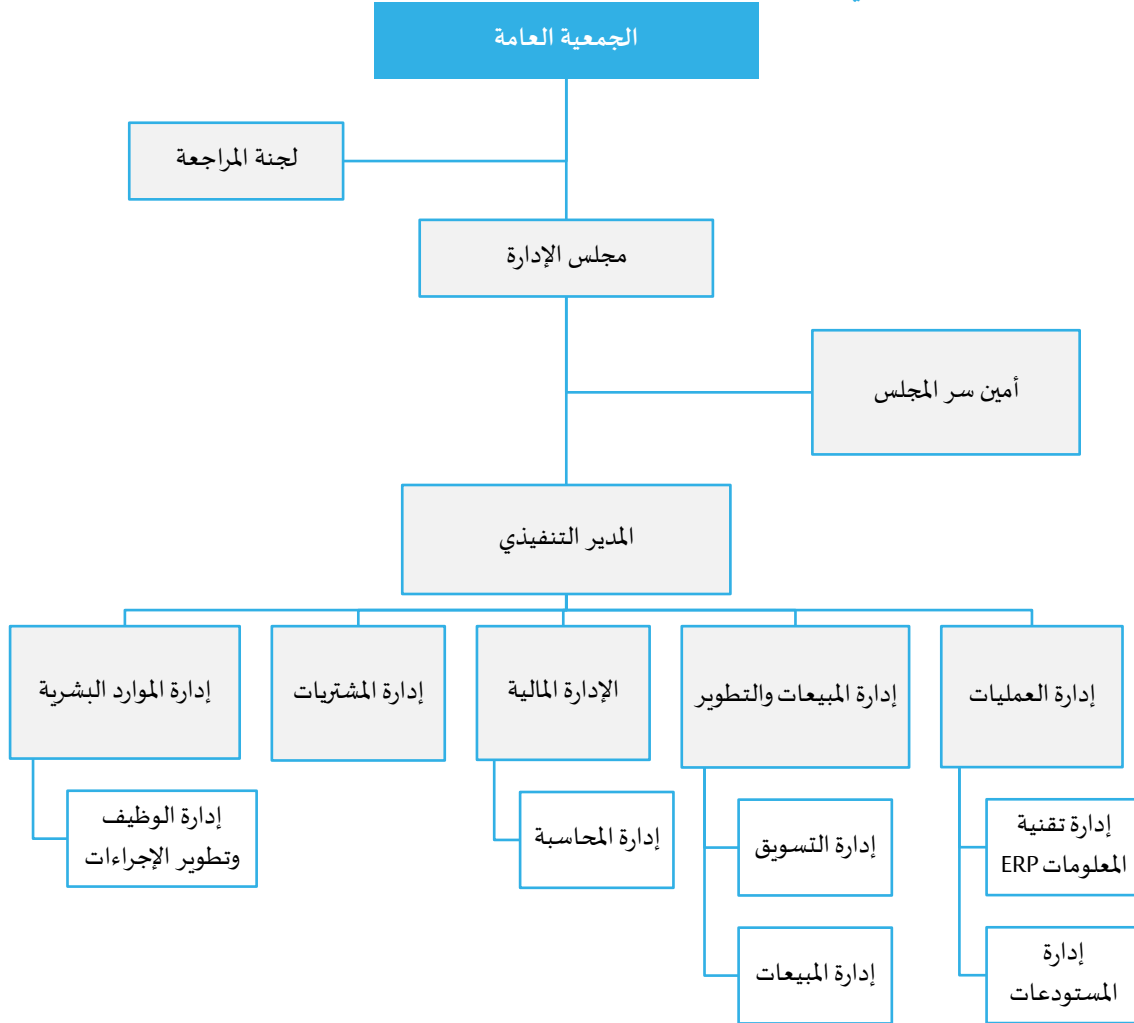 الجمعية العامة
لجنة المراجعة
مجلس الإدارة
أمين سر المجلس
المدير التنفيذي
إدارة العمليات
إدارة المبيعات والتطوير
الإدارة المالية
إدارة المشتريات
إدارة الموارد البشرية
إدارة تقنية
المعلومات ERP
إدارة التسويق
إدارة المحاسبة
إدارة الوظيف
وتطوير الإجراءات
إدارة
المستودعات
إدارة المبيعات